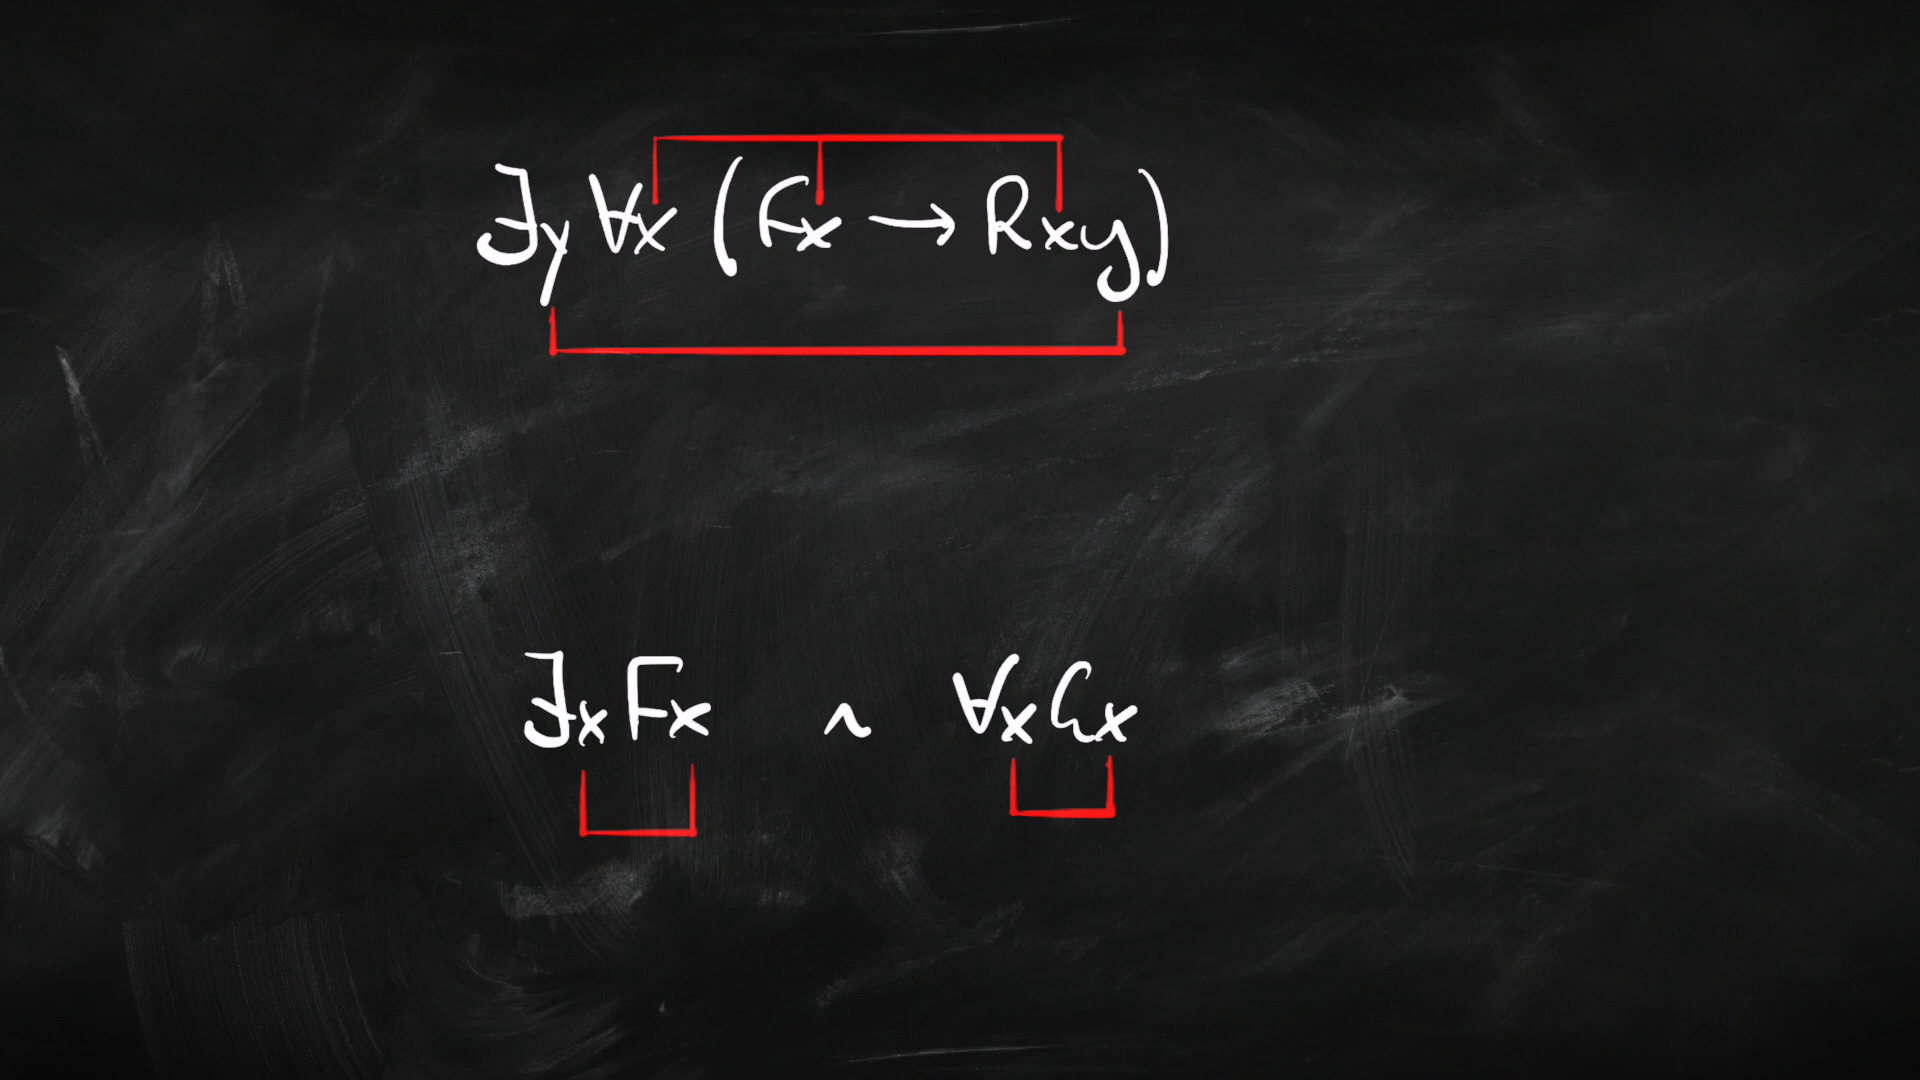 ∃y ∀x (Fx → Rxy)
∃x Fx ∧ ∀x Gx